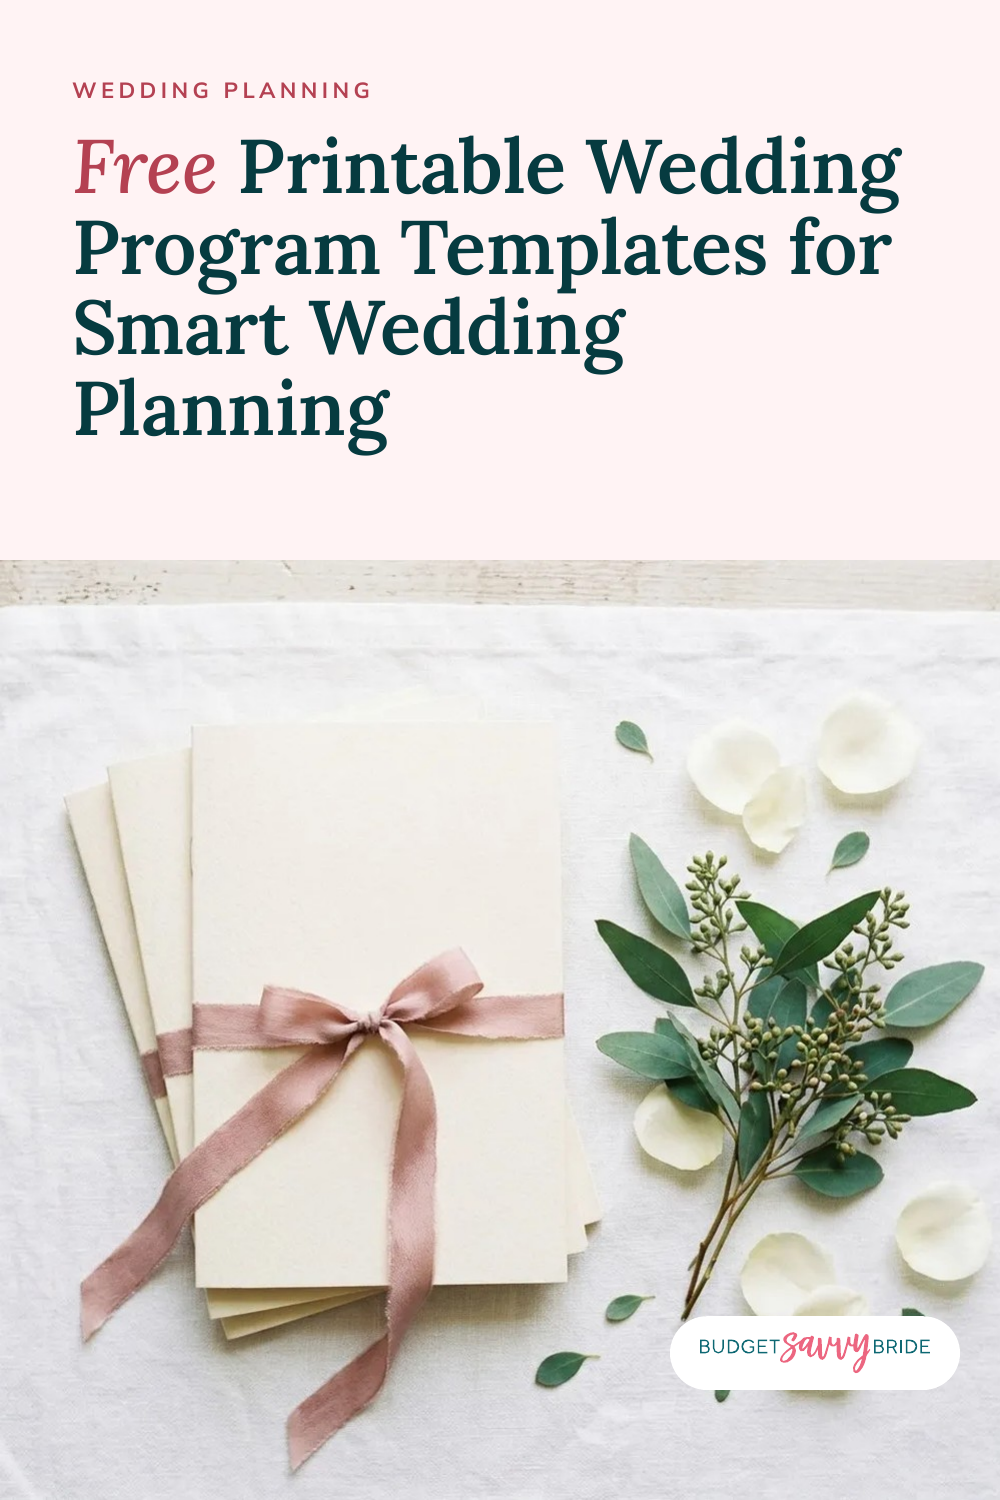 WEDDING PLANNING
Free Printable Wedding
Program Templates for
Smart Wedding
Planning
BUDGET savvy BRIDE